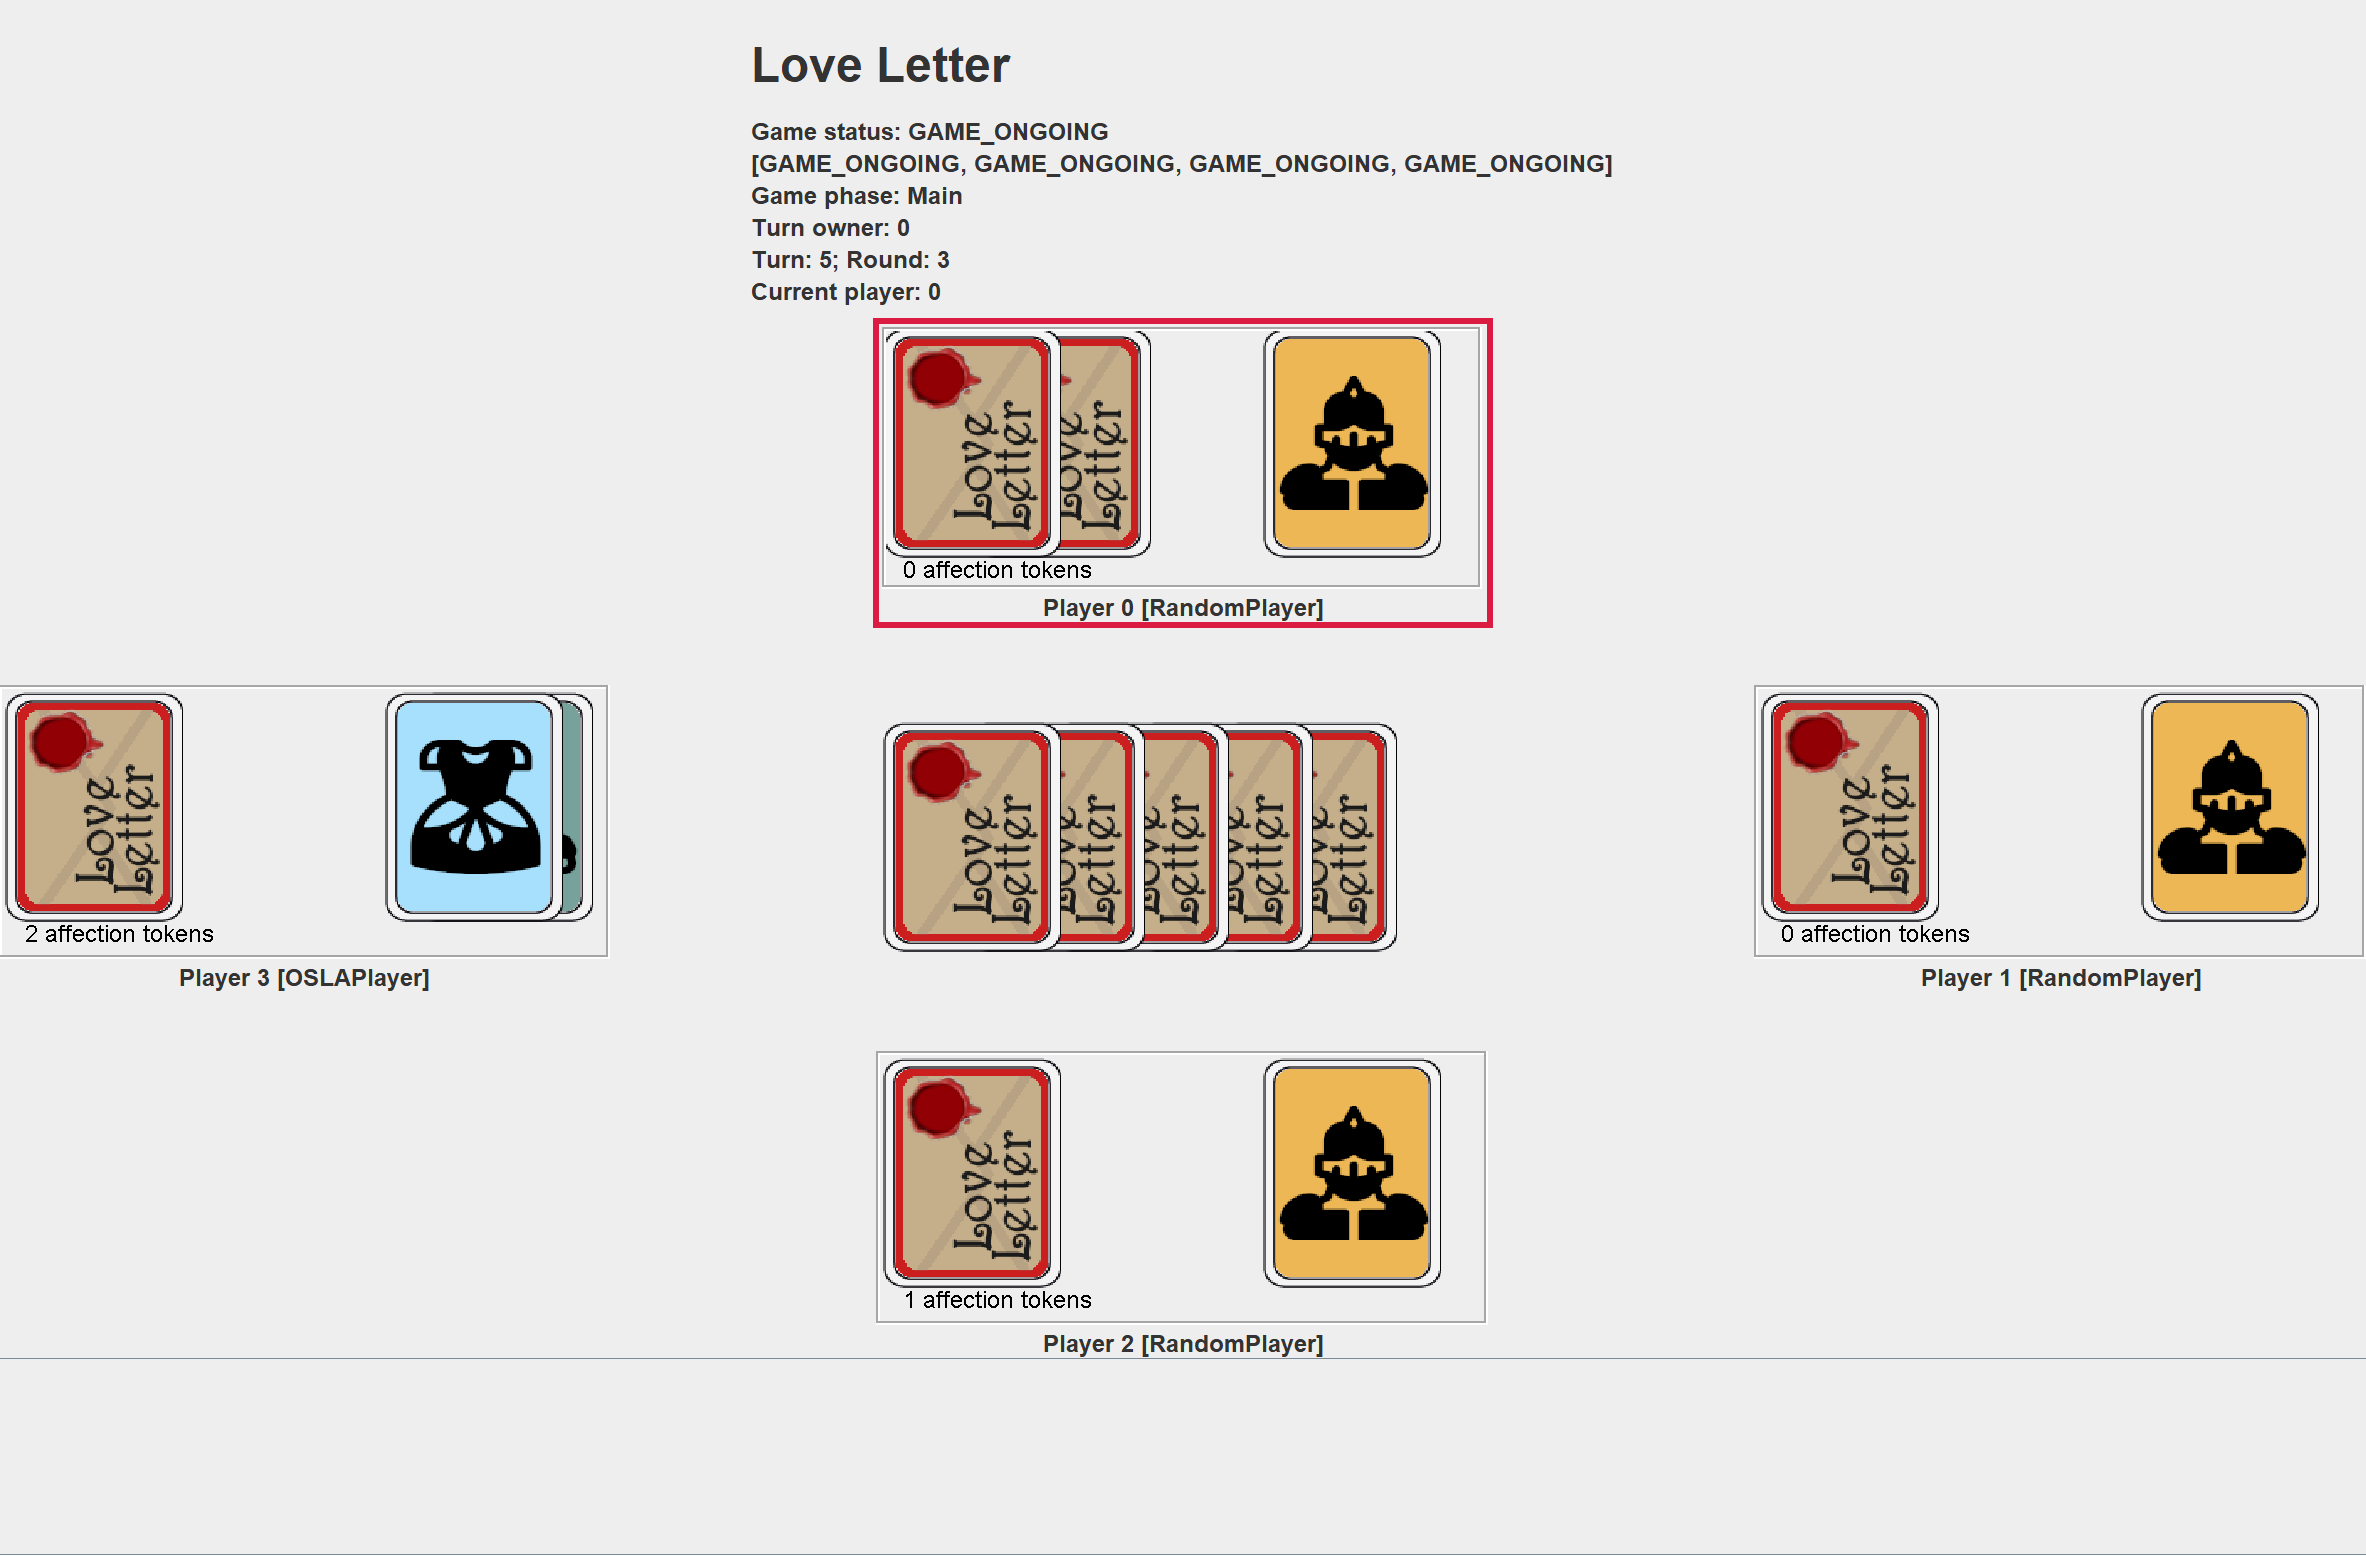 Love Letter
Game status: GAME_ONGOING
[GAME_ONGOING, GAME_ONGOING, GAME_ONGOING, GAME_ONGOING]
Game phase: Main
Turn owner: 0
Turn: 5; Round: 3
Current player: 0
Love
Letter
Love
Letter
0 affection tokens
Player 0 [RandomPlayer]
Love
Letter
2 affection tokens
Player 3 [OSLAPlayer]
Love
Letter
Love
Letter
Love
Letter
Love
Letter
Love
Letter
Love
Letter
0 affection tokens
Player 1 [RandomPlayer]
Love
Letter
1 affection tokens
Player 2 [RandomPlayer]